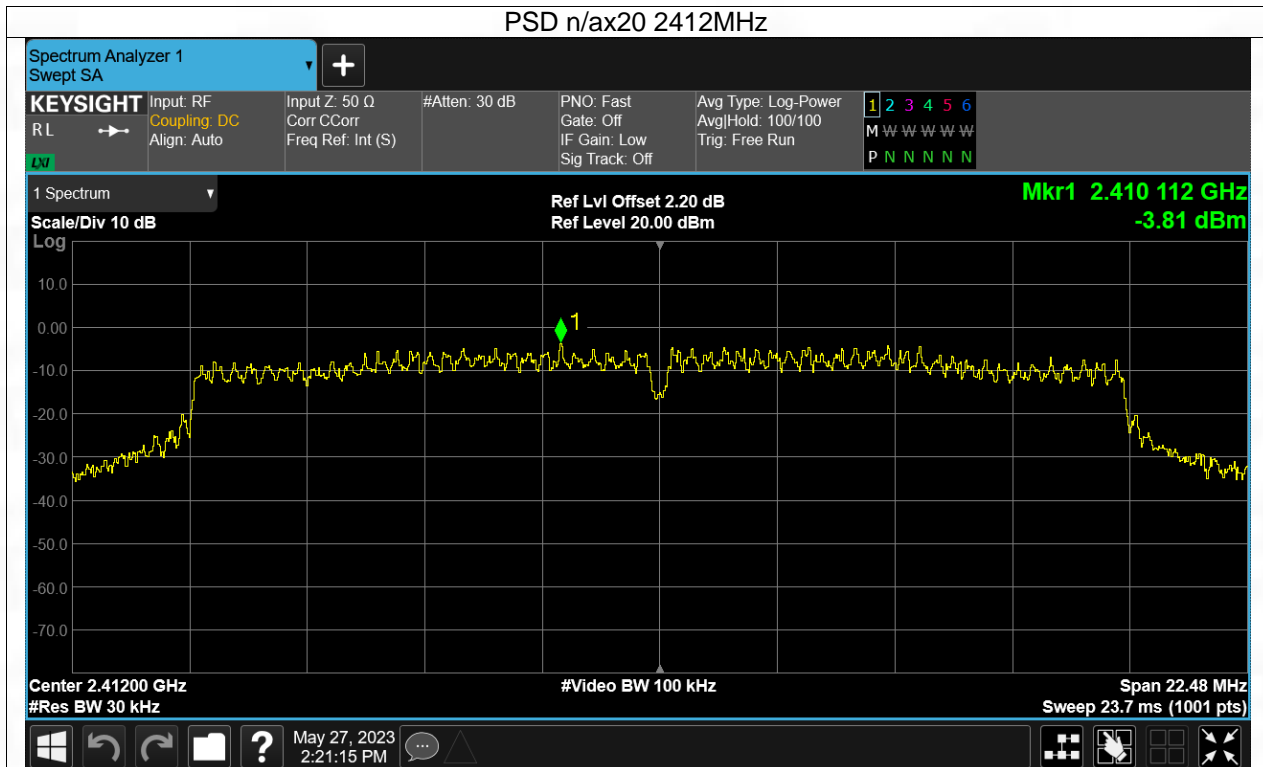 PSD n/ax20 2412MHz
Spectrum Analyzer 1
Swept SA
KEYSIGHT
RL
LXI
Input: RF
Coupling: DC
Align: Auto
Input Z: 50 Ω
Corr CCorr
Freq Ref: Int (S)
#Atten: 30 dB
PNO: Fast
Gate: Off
IF Gain: Low
Sig Track: Off
Avg Type: Log-Power
Avg|Hold: 100/100
Trig: Free Run
1 2 3 4 5 6
M W W W W W
P N N N N N
1 Spectrum
Scale/Div 10 dB
Log
Ref Lvl Offset 2.20 dB
Ref Level 20.00 dBm
Mkr1 2.410 112 GHz
-3.81 dBm
10.0
0.00
-10.0
-20.0
-30.0
-40.0
-50.0
-60.0
-70.0
1
Center 2.41200 GHz
#Res BW 30 kHz
#Video BW 100 kHz
Span 22.48 MHz
Sweep 23.7 ms (1001 pts)
May 27, 2023
2:21:15 PM